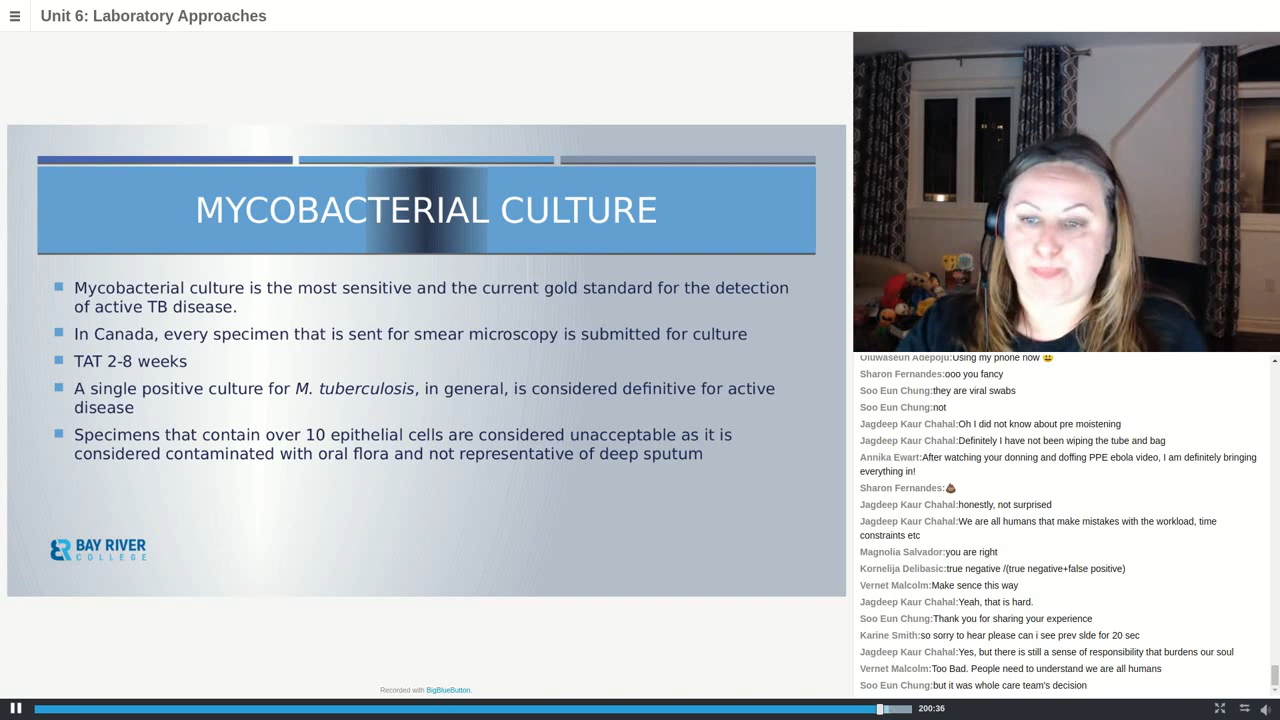 Unit 6: Laboratory Approaches
MYCOBACTERIAL CULTURE
Mycobacterial culture is the most sensitive and the current gold standard for the detection
of active TB disease.
In Canada, every specimen that is sent for smear microscopy is submitted for culture
TAT 2-8 weeks
A single positive culture for M. tuberculosis, in general, is considered definitive for active
disease
Specimens that contain over 10 epithelial cells are considered unacceptable as it is
considered contaminated with oral flora and not representative of deep sputum
BAY RIVER
COLLEGE
Recorded with BigBlueButton.
Oluwaseun Adepoju:Using my phone now 😃
Sharon Fernandes:ooo you fancy
Soo Eun Chung:they are viral swabs
Soo Eun Chung:not
Jagdeep Kaur Chahal:Oh I did not know about pre moistening
Jagdeep Kaur Chahal:Definitely I have not been wiping the tube and bag
Annika Ewart:After watching your donning and doffing PPE ebola video, I am definitely bringing
everything in!
Sharon Fernandes:💩
Jagdeep Kaur Chahal:honestly, not surprised
Jagdeep Kaur Chahal:We are all humans that make mistakes with the workload, time
constraints etc
Magnolia Salvador:you are right
Kornelija Delibasic:true negative /(true negative+false positive)
Vernet Malcolm:Make sence this way
Jagdeep Kaur Chahal:Yeah, that is hard.
Soo Eun Chung:Thank you for sharing your experience
Karine Smith:so sorry to hear please can i see prev slde for 20 sec
Jagdeep Kaur Chahal:Yes, but there is still a sense of responsibility that burdens our soul
Vernet Malcolm:Too Bad. People need to understand we are all humans
Soo Eun Chung:but it was whole care team's decision
200:36